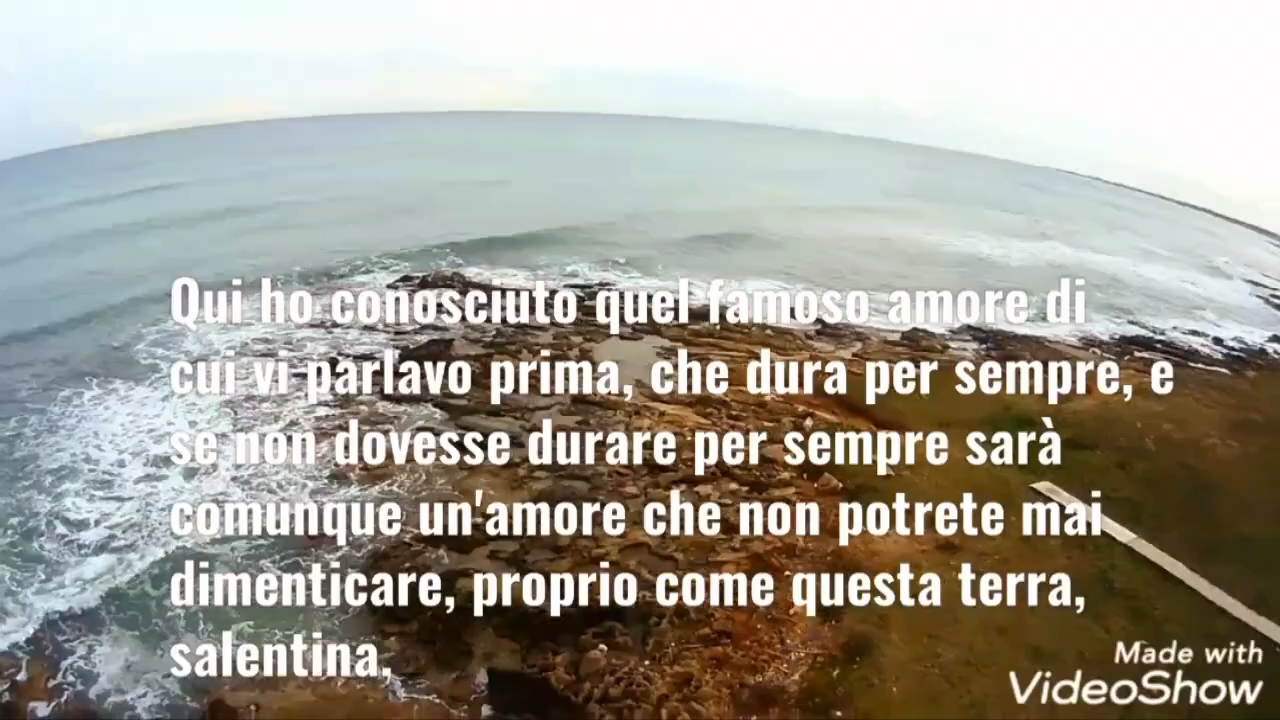 Qui ho conosciuto quel famoso amore di
cui vi parlavo prima, che dura per sempre, e
se non dovesse durare per sempre sarà
comunque un'amore che non potrete mai
dimenticare, proprio come questa terra,
salentina,
Made with
VideoShow